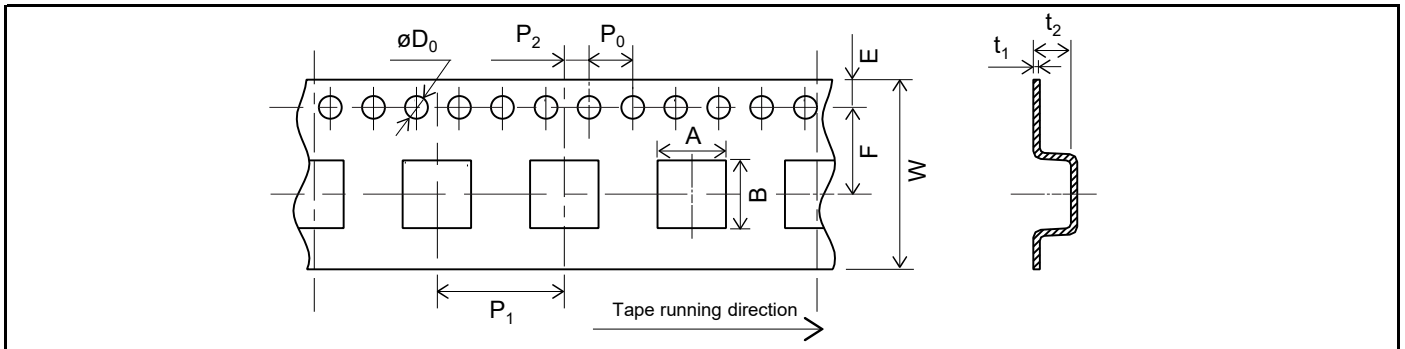 øD₀
P₂
P₀
E
t₁
t₂
A
F
B
W
P₁
Tape running direction